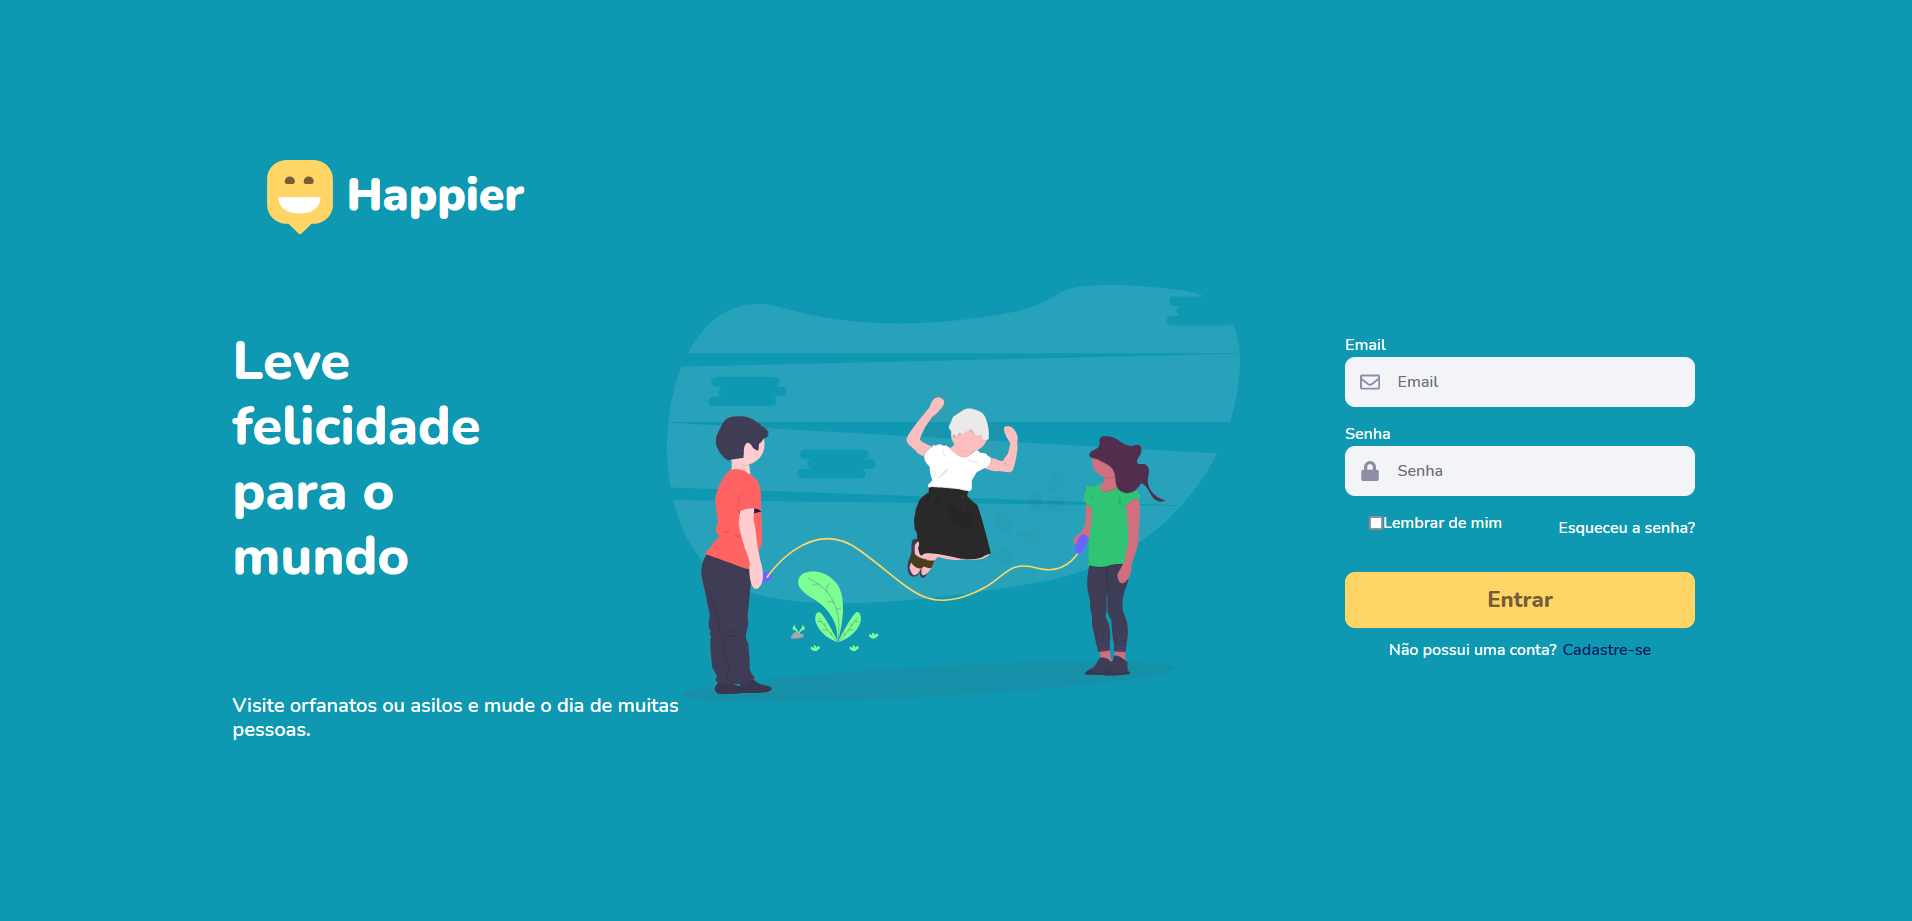 Happier
Leve
felicidade
para o
mundo
Visite orfanatos ou asilos e mude o dia de muitas
pessoas.
Email
Email
Senha
Senha
Lembrar de mim
Esqueceu a senha?
Entrar
Não possui uma conta? Cadastre-se